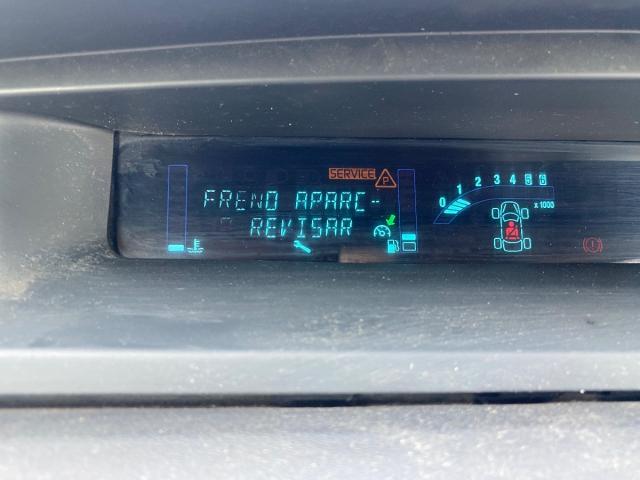 SERVICE
P
FRENO APARC-
REVISAR
0 1 2 3 4 5 6
x 1000